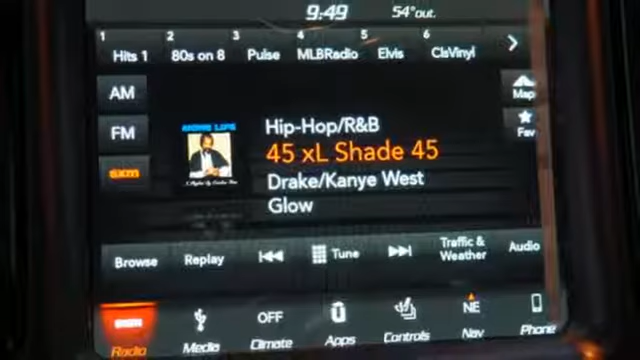 9:49 54°out.
1 2 3 4 5 6
Hits 1 80s on 8 Pulse MLBRadio Elvis ClsVinyl
AM
Map
FM
Fav
sxm
Hip-Hop/R&B
45 xL Shade 45
Drake/Kanye West
Glow
Browse Replay Tune Traffic & Weather Audio
OFF NE
Radio Media Climate Apps Controls Nav Phone